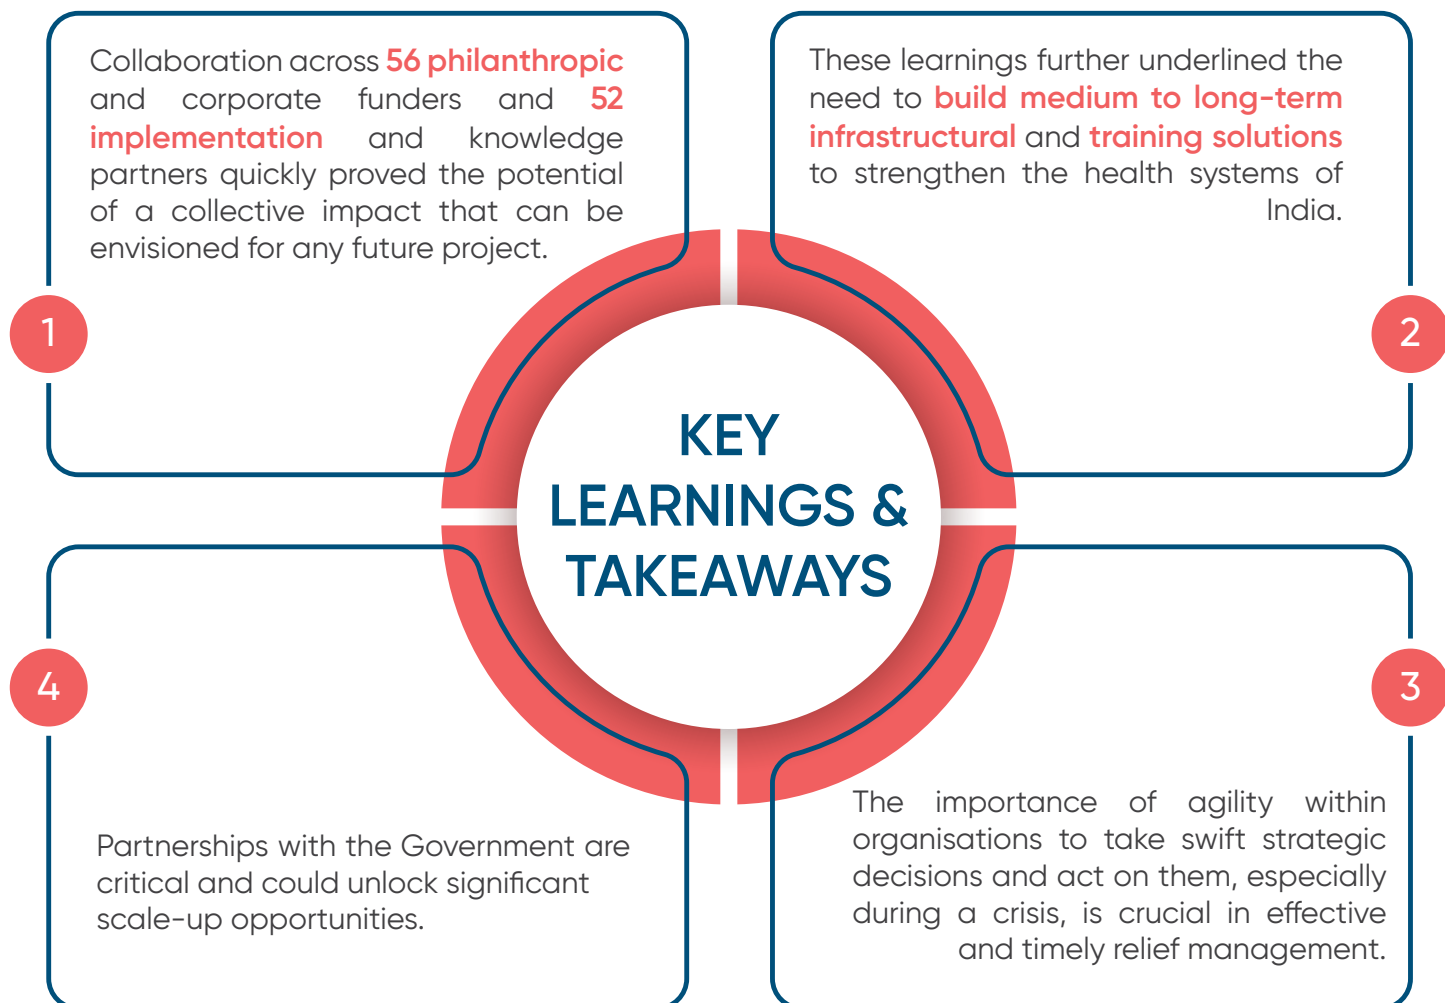 Collaboration across 56 philanthropic
and corporate funders and 52
implementation and knowledge
partners quickly proved the potential
of a collective impact that can be
envisioned for any future project.
1
These learnings further underlined the
need to build medium to long-term
infrastructural and training solutions
to strengthen the health systems of
India.
2
KEY
LEARNINGS &
TAKEAWAYS
3
The importance of agility within
organisations to take swift strategic
decisions and act on them, especially
during a crisis, is crucial in effective
and timely relief management.
4
Partnerships with the Government are
critical and could unlock significant
scale-up opportunities.